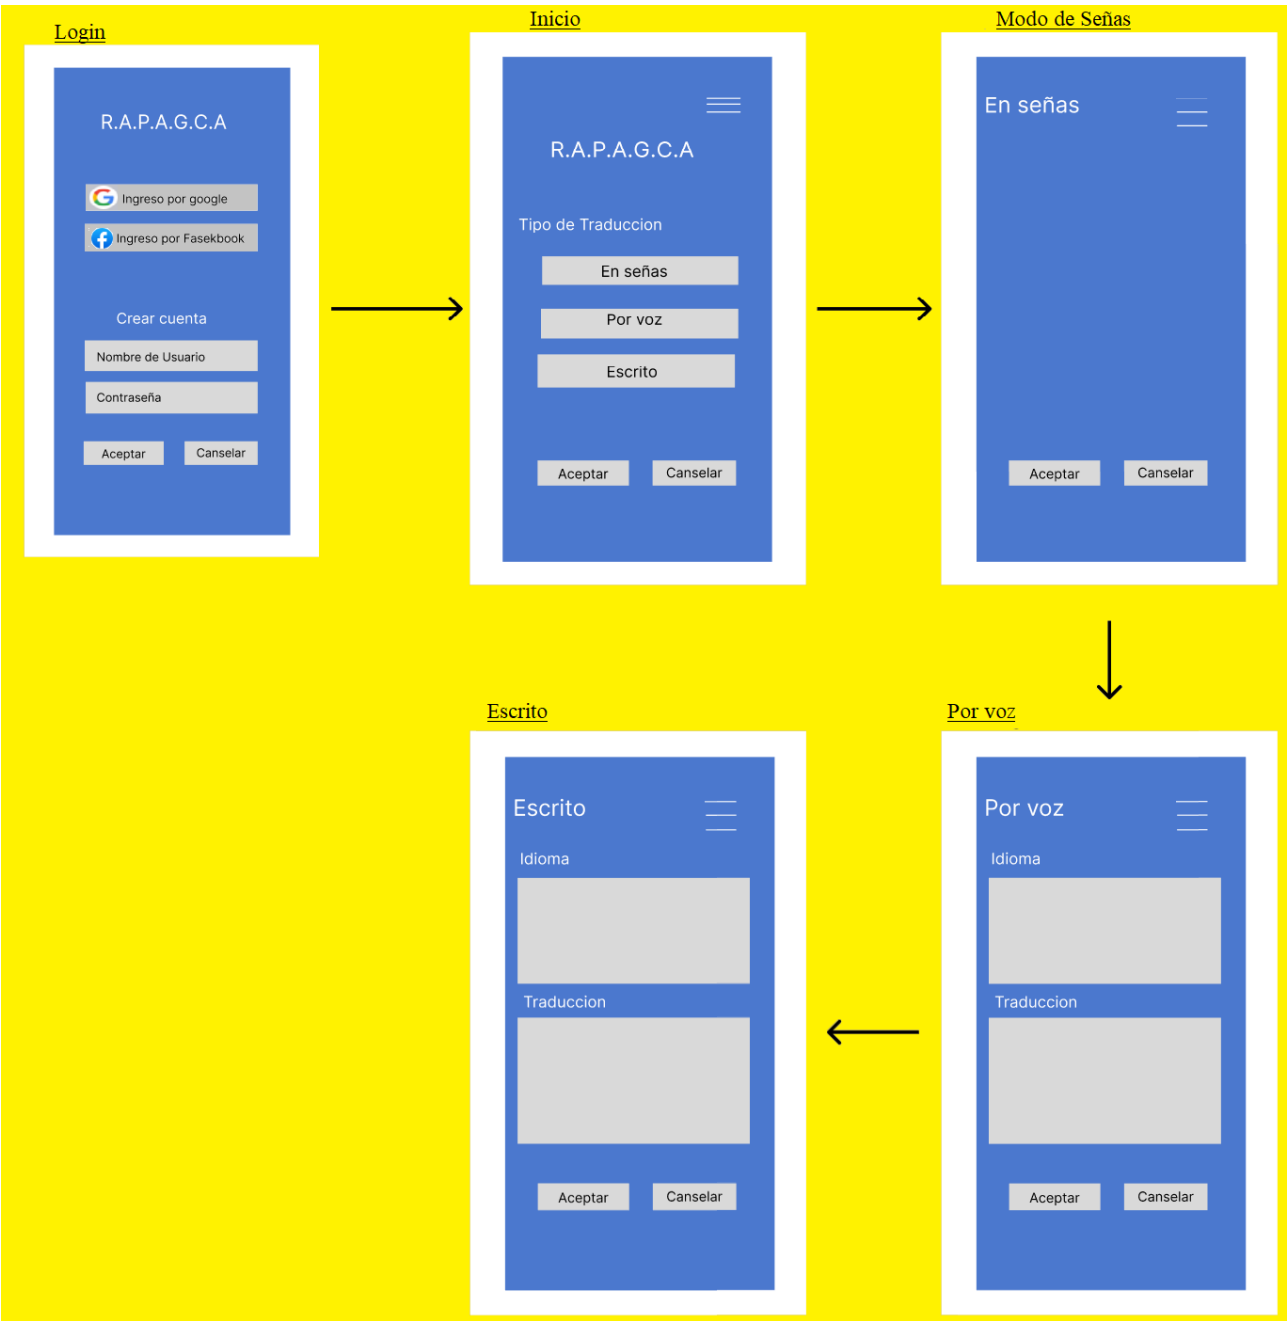 Login
R.A.P.A.G.C.A
Ingreso por google
Ingreso por Fasekbook
Crear cuenta
Nombre de Usuario
Contraseña
Aceptar
Canselar
Inicio
R.A.P.A.G.C.A
Tipo de Traduccion
En señas
Por voz
Escrito
Aceptar
Canselar
Modo de Señas
En señas
Aceptar
Canselar
Por voz
Por voz
Idioma
Traduccion
Aceptar
Canselar
Escrito
Escrito
Idioma
Traduccion
Aceptar
Canselar